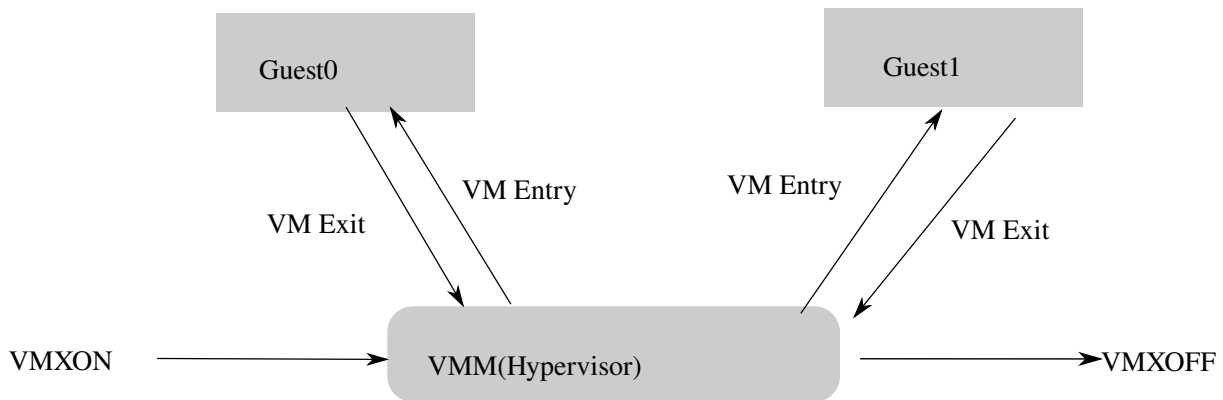 Guest0
Guest1
VM Entry
VM Entry
VM Exit
VM Exit
VMXON
VMM(Hypervisor)
VMXOFF